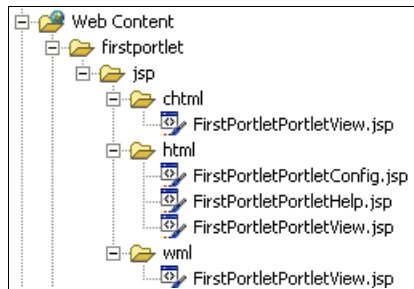 Web Content
firstportlet
jsp
chtml
FirstPortletPortletView.jsp
html
FirstPortletPortletConfig.jsp
FirstPortletPortletHelp.jsp
FirstPortletPortletView.jsp
wml
FirstPortletPortletView.jsp